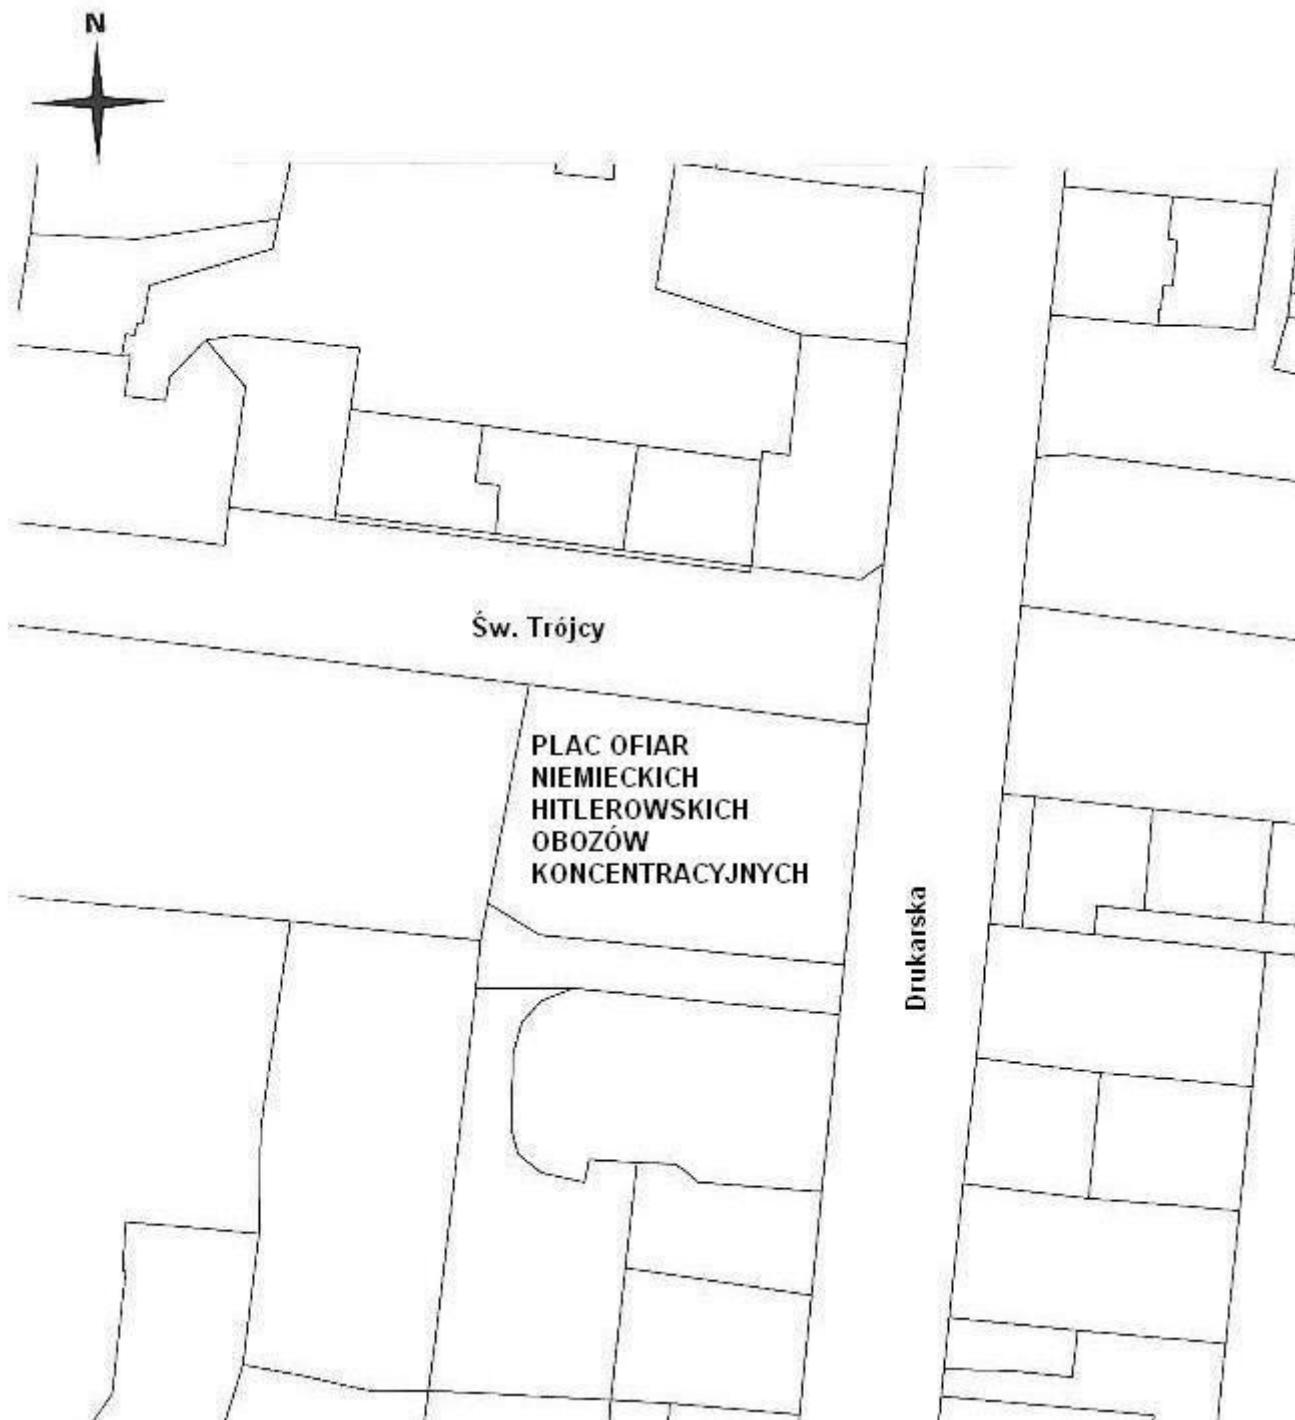 N
Św. Trójcy
PLAC OFIAR
NIEMIECKICH
HITLEROWSKICH
OBOZÓW
KONCENTRACYJNYCH
Drukarska